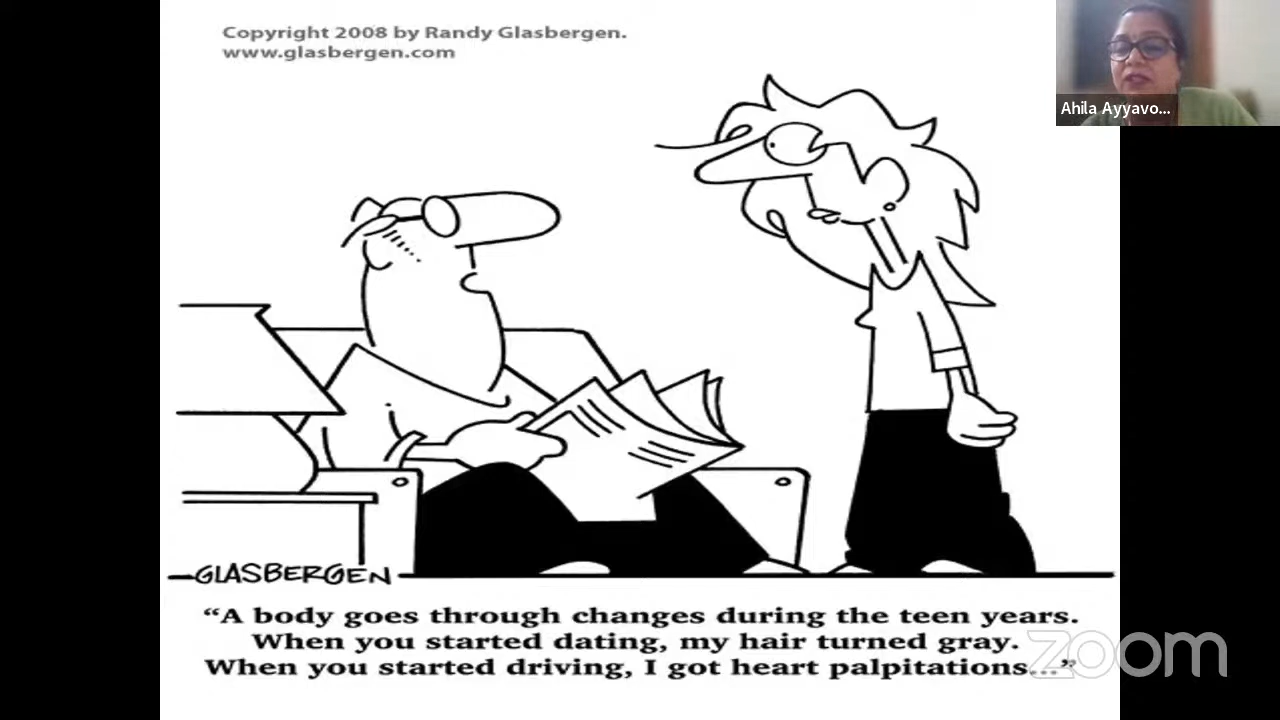 Copyright 2008 by Randy Glasbergen.
www.glasbergen.com
Ahila Ayyavo...
GLASBERGEN
“A body goes through changes during the teen years.
When you started dating, my hair turned gray.
When you started driving, I got heart palpitations...”
zoom